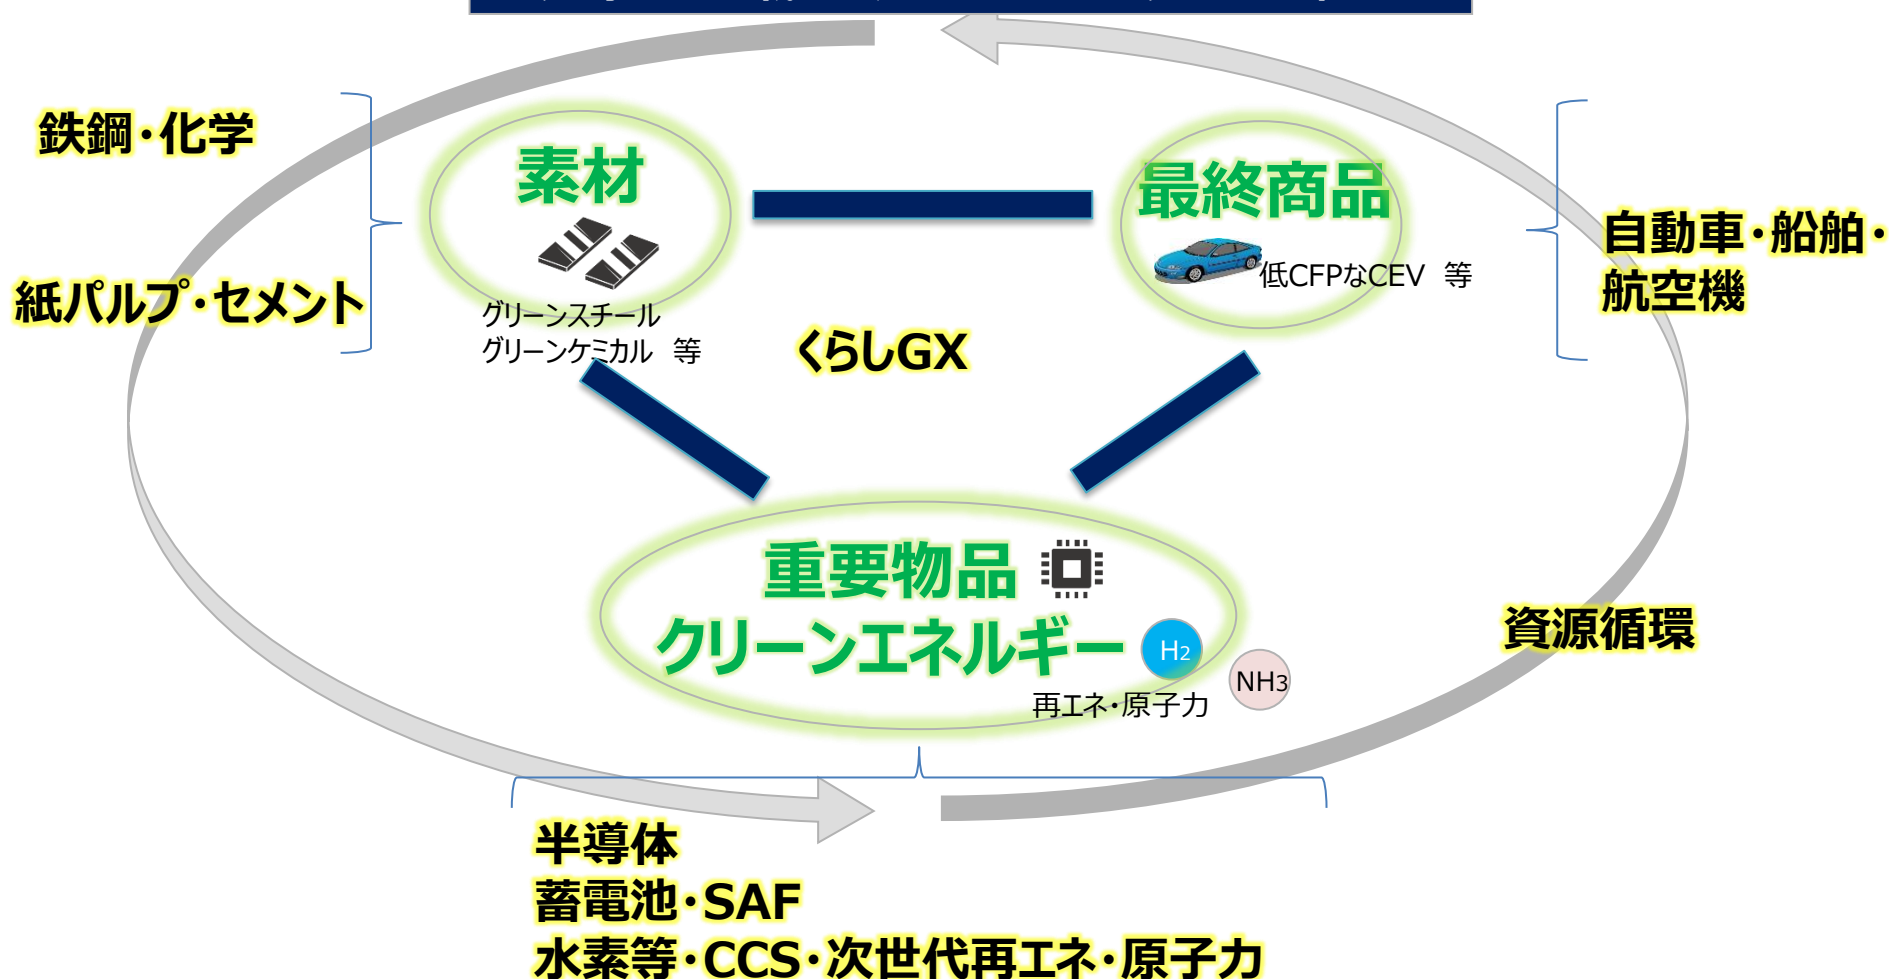 鉄鋼・化学
紙パルプ・セメント
素材
グリーンスチール
グリーンケミカル 等
最終商品
低CFPなCEV 等
自動車・船舶・
航空機
くらしGX
重要物品
クリーンエネルギー
H2
NH3
再エネ・原子力
資源循環
半導体
蓄電池・SAF
水素等・CCS・次世代再エネ・原子力